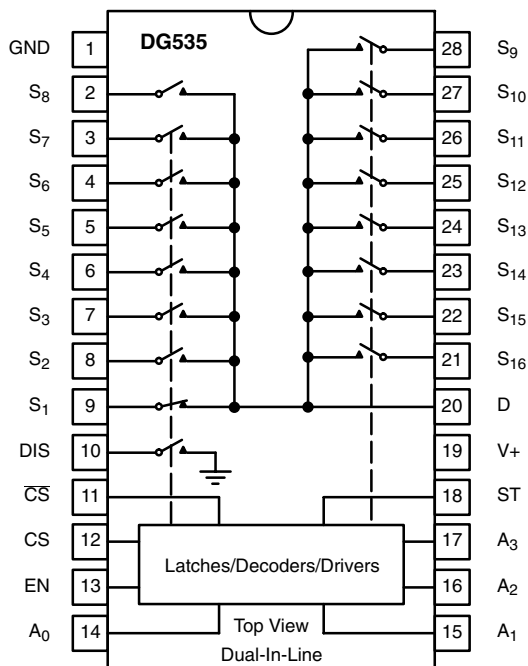 DG535
GND 1 28 S9
S8 2 27 S10
S7 3 26 S11
S6 4 25 S12
S5 5 24 S13
S4 6 23 S14
S3 7 22 S15
S2 8 21 S16
S1 9 20 D
DIS 10 19 V+
C̅S̅ 11 18 ST
CS 12 17 A3
Latches/Decoders/Drivers
EN 13 16 A2
A0 14 15 A1
Top View
Dual-In-Line